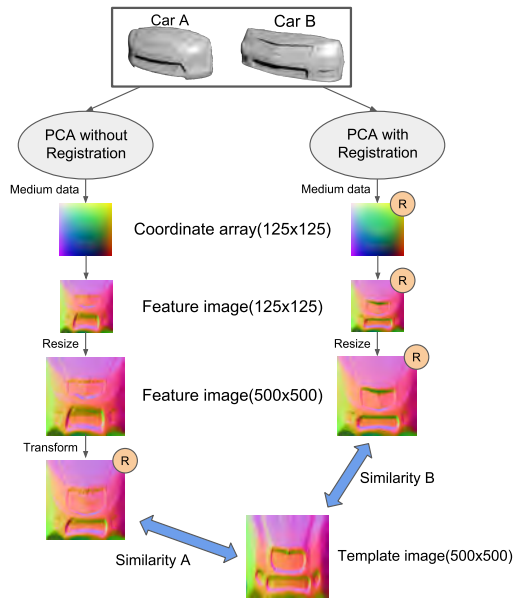 Car A
Car B
PCA without
Registration
PCA with
Registration
Medium data
Medium data
R
Coordinate array(125x125)
R
Feature image(125x125)
Resize
Resize
R
Feature image(500x500)
Transform
R
Similarity B
Similarity A
Template image(500x500)